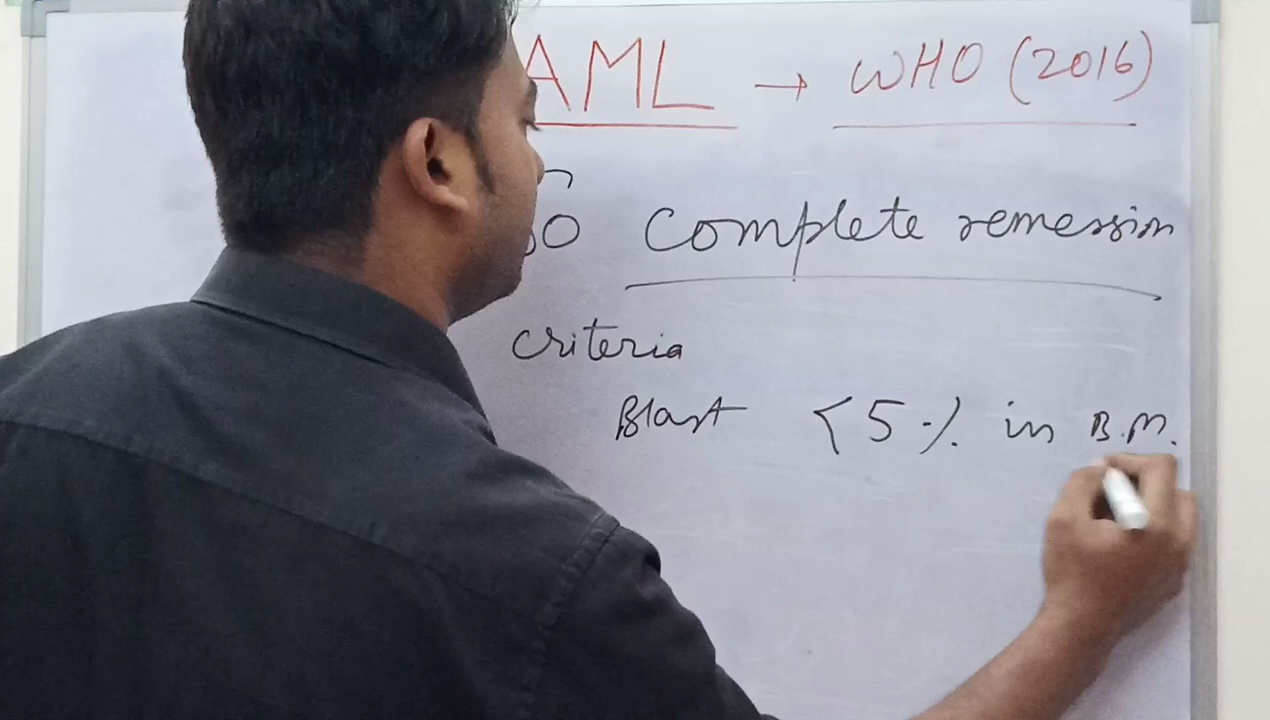 AML → WHO (2016)
Complete remession
criteria
Blast <5% in B.M.